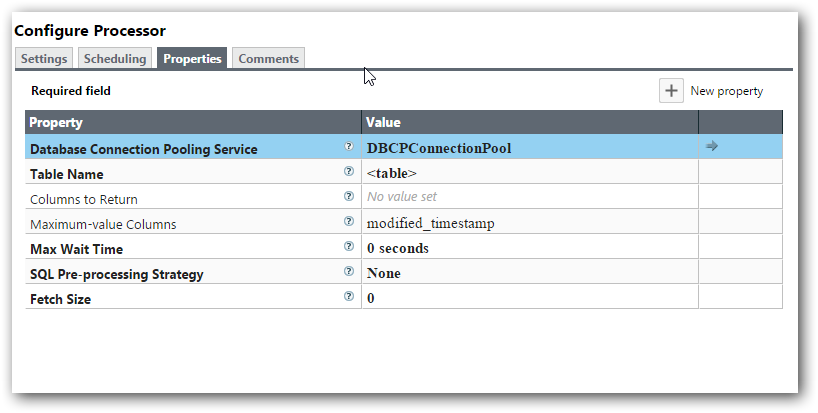 Configure Processor
Settings Scheduling Properties Comments
Required field + New property
Property Value
Database Connection Pooling Service ? DBCPConnectionPool
Table Name ? <table>
Columns to Return ? No value set
Maximum-value Columns ? modified_timestamp
Max Wait Time ? 0 seconds
SQL Pre-processing Strategy ? None
Fetch Size ? 0